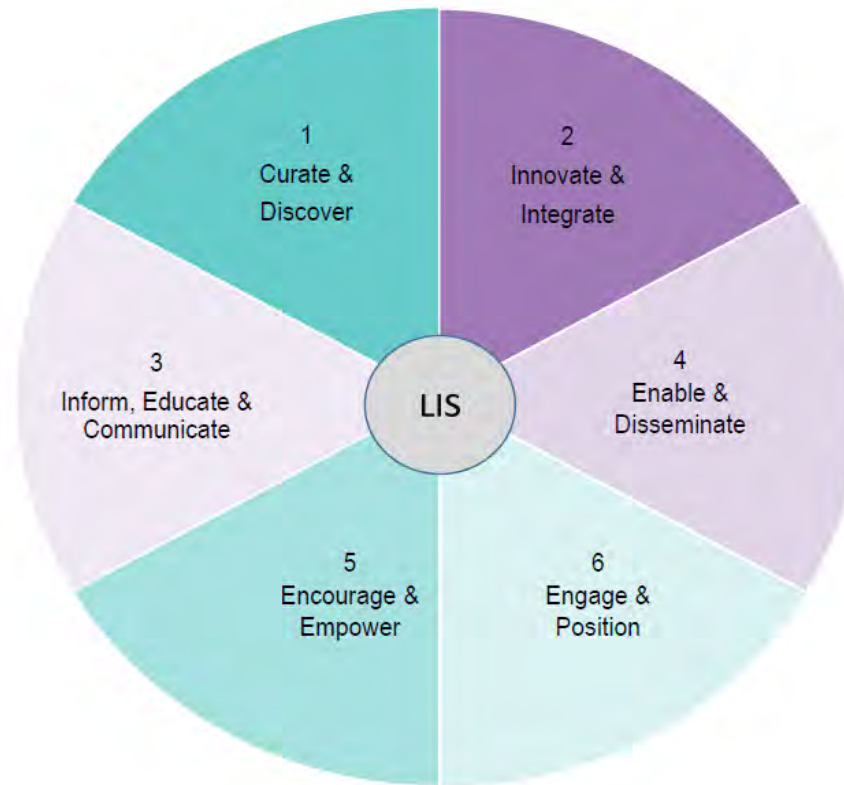 1
Curate &
Discover
2
Innovate &
Integrate
3
Inform, Educate &
Communicate
LIS
4
Enable &
Disseminate
5
Encourage &
Empower
6
Engage &
Position